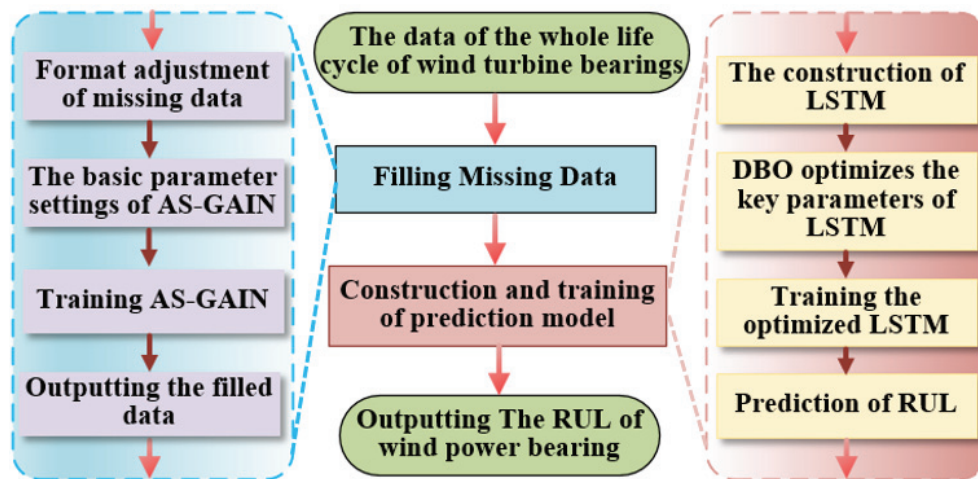 Format adjustment
of missing data
The basic parameter
settings of AS-GAIN
Training AS-GAIN
Outputting the filled
data
The data of the whole life
cycle of wind turbine bearings
Filling Missing Data
Construction and training
of prediction model
Outputting The RUL of
wind power bearing
The construction of
LSTM
DBO optimizes the
key parameters of
LSTM
Training the
optimized LSTM
Prediction of RUL